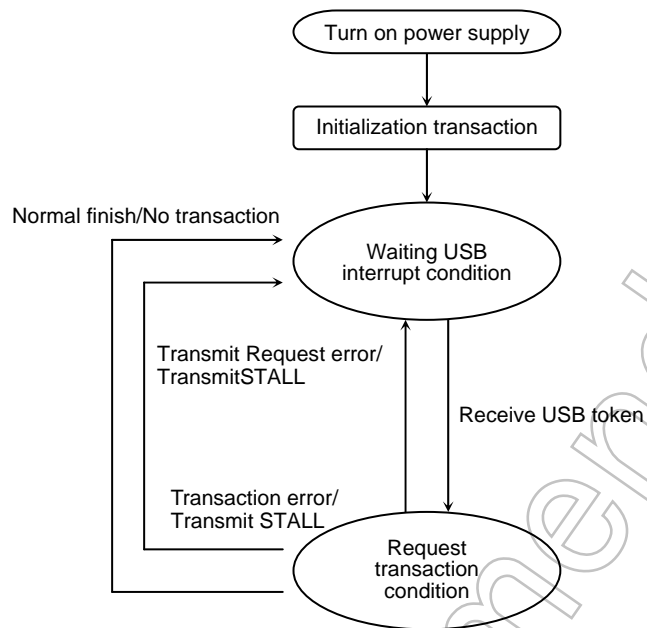 Turn on power supply
Initialization transaction
Normal finish/No transaction
Waiting USB
interrupt condition
Transmit Request error/
TransmitSTALL
Receive USB token
Transaction error/
Transmit STALL
Request
transaction
condition